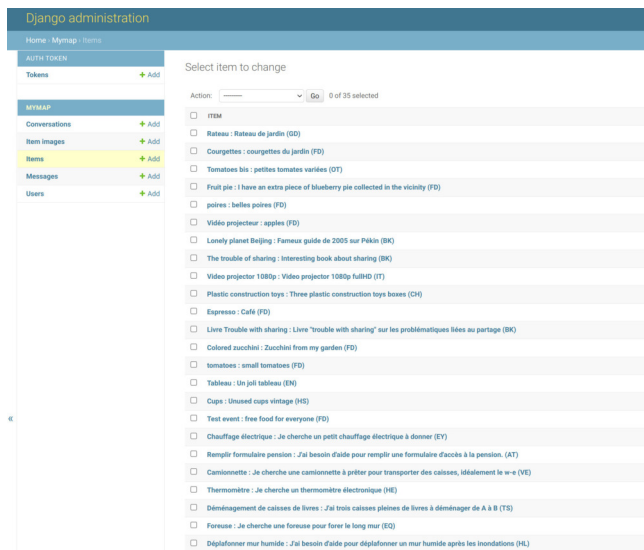 Django administration
Home › Mymap › Items
AUTH TOKEN
Tokens + Add
MYMAP
Conversations + Add
Item images + Add
Items + Add
Messages + Add
Users + Add
«
Select item to change
Action: --------- Go 0 of 35 selected
ITEM
Rateau : Rateau de jardin (GD)
Courgettes : courgettes du jardin (FD)
Tomatoes bis : petites tomates variées (OT)
Fruit pie : I have an extra piece of blueberry pie collected in the vicinity (FD)
poires : belles poires (FD)
Vidéo projecteur : apples (FD)
Lonely planet Beijing : Fameux guide de 2005 sur Pékin (BK)
The trouble of sharing : Interesting book about sharing (BK)
Video projector 1080p : Video projector 1080p fullHD (IT)
Plastic construction toys : Three plastic construction toys boxes (CH)
Espresso : Café (FD)
Livre Trouble with sharing : Livre "trouble with sharing" sur les problématiques liées au partage (BK)
Colored zucchini : Zucchini from my garden (FD)
tomatoes : small tomatoes (FD)
Tableau : Un joli tableau (EN)
Cups : Unused cups vintage (HS)
Test event : free food for everyone (FD)
Chauffage électrique : Je cherche un petit chauffage électrique à donner (EY)
Remplir formulaire pension : J'ai besoin d'aide pour remplir une formulaire d'accès à la pension. (AT)
Camionnette : Je cherche une camionnette à prêter pour transporter des caisses, idéalement le w-e (VE)
Thermomètre : Je cherche un thermomètre électronique (HE)
Déménagement de caisses de livres : J'ai trois caisses pleines de livres à déménager de A à B (TS)
Foreuse : Je cherche une foreuse pour forer le long mur (EQ)
Déplafonner mur humide : J'ai besoin d'aide pour déplafonner un mur humide après les inondations (HL)